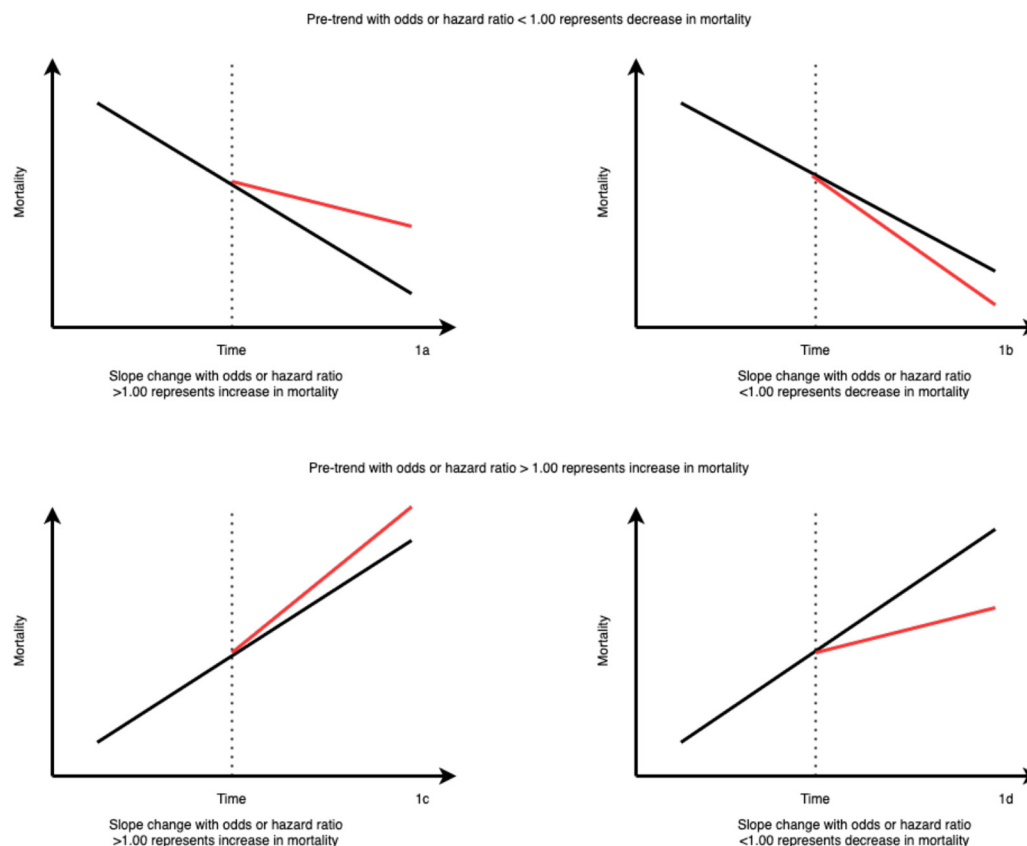 Pre-trend with odds or hazard ratio < 1.00 represents decrease in mortality
Mortality
Mortality
Time
1a
Time
1b
Slope change with odds or hazard ratio
>1.00 represents increase in mortality
Slope change with odds or hazard ratio
<1.00 represents decrease in mortality
Pre-trend with odds or hazard ratio > 1.00 represents increase in mortality
Mortality
Mortality
Time
1c
Time
1d
Slope change with odds or hazard ratio
>1.00 represents increase in mortality
Slope change with odds or hazard ratio
<1.00 represents decrease in mortality